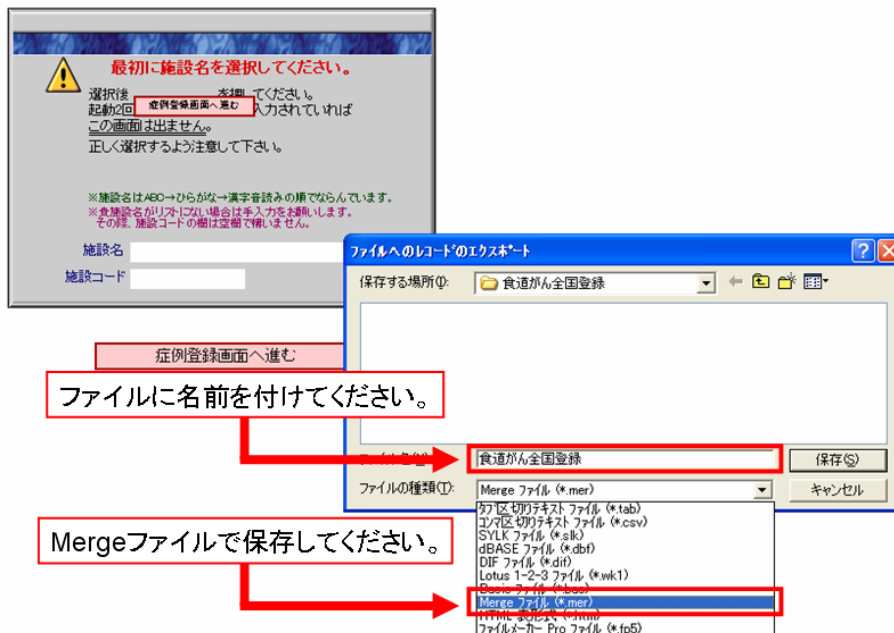 最初に施設名を選択してください。
選択後 症例登録画面へ進む を押してください。
起動2回 入力されていれば
この画面は出ません。
正しく選択するよう注意して下さい。
※施設名はABC→ひらがな→漢字音読みの順でならんでいます。
※貴施設名がリストにない場合は手入力をお願いします。
その際、施設コードの欄は空欄で構いません。
施設名
施設コード
症例登録画面へ進む
ファイルへのレコードのエクスポート
保存する場所(I):
食道がん全国登録
ファイルに名前を付けてください。
食道がん全国登録
保存(S)
ファイルの種類(T):
Merge ファイル (*.mer)
キャンセル
タブ区切りテキスト ファイル (*.tab)
コンマ区切りテキスト ファイル (*.csv)
SYLK ファイル (*.slk)
dBASE ファイル (*.dbf)
DIF ファイル (*.dif)
Lotus 1-2-3 ファイル (*.wk1)
Basic ファイル (*.bas)
Mergeファイルで保存してください。
Merge ファイル (*.mer)
HTML 表形式 (*.htm)
ファイルメーカー Pro ファイル (*.fp5)